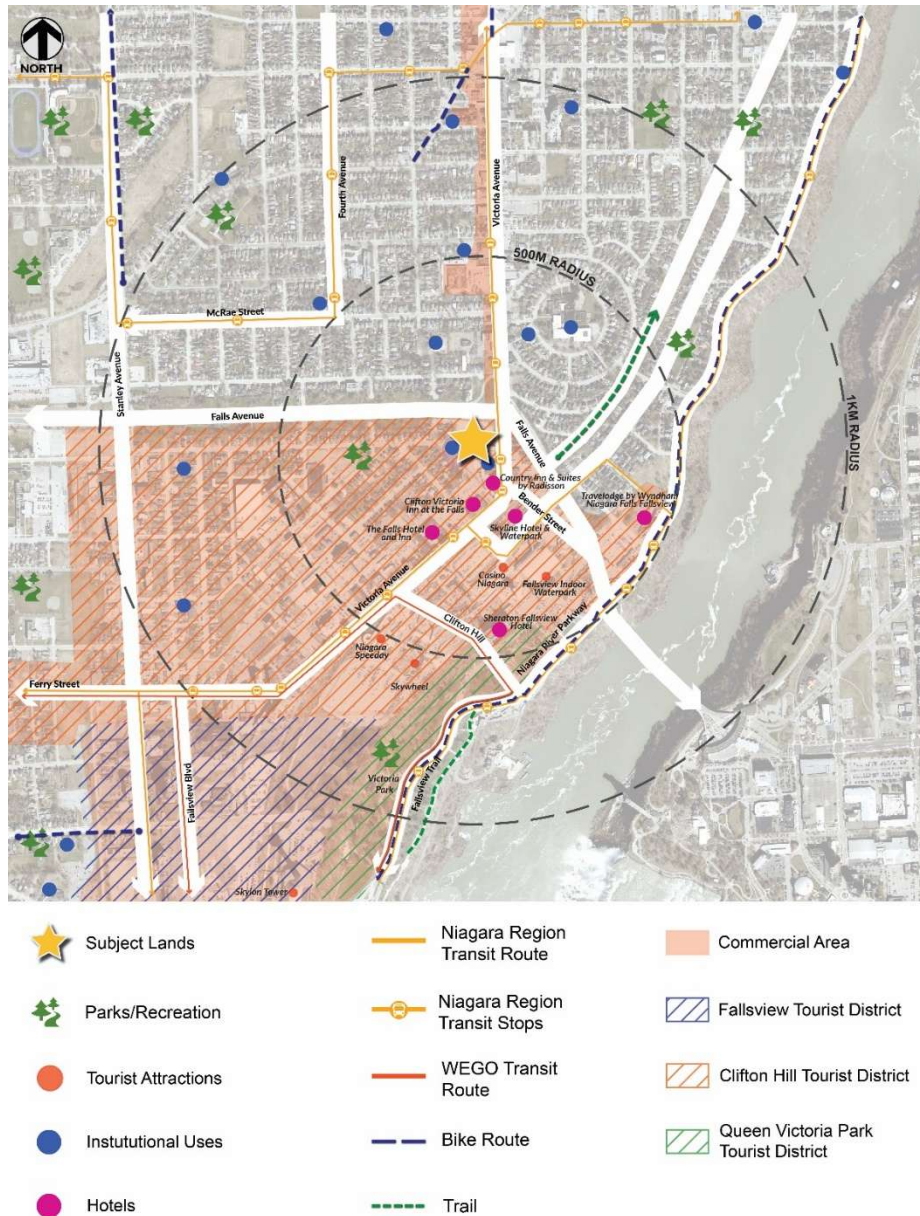 NORTH
Fourth Avenue
Victoria Avenue
500M RADIUS
McRae Street
Stanley Avenue
1KM RADIUS
Falls Avenue
Falls Avenue
Country Inn & Suites
by Radisson
Clifton Victoria
Inn at the Falls
Bender Street
Travelodge by Wyndham
Niagara Falls Fallsview
The Falls Hotel
and Inn
Skyline Hotel &
Waterpark
Victoria Avenue
Casino
Niagara
Fallsview Indoor
Waterpark
Clifton Hill
Sheraton Fallsview
Hotel
Niagara River Parkway
Niagara
Speeday
Skywheel
Ferry Street
Fallsview Blvd
Victoria
Park
Fallsview Trail
Skylon Tower
Subject Lands
Parks/Recreation
Tourist Attractions
Instutional Uses
Hotels
Niagara Region
Transit Route
Niagara Region
Transit Stops
WEGO Transit
Route
Bike Route
Trail
Commercial Area
Fallsview Tourist District
Clifton Hill Tourist District
Queen Victoria Park
Tourist District